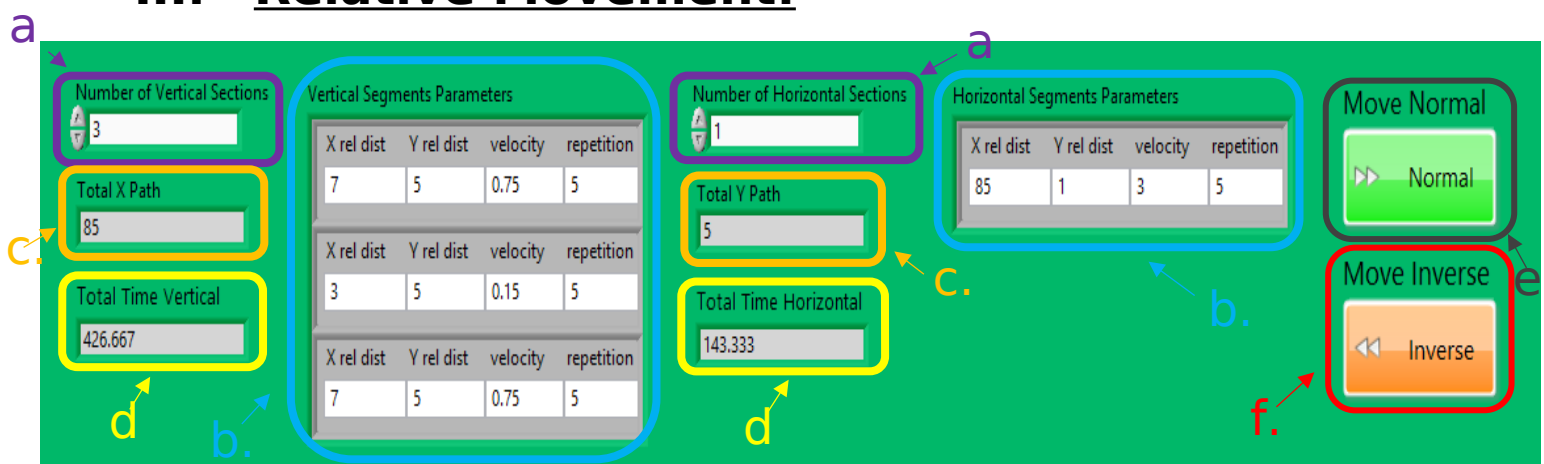 III. Relative Movement:
a
a
Number of Vertical Sections
3
Total X Path
85
c.
Total Time Vertical
426.667
d
Vertical Segments Parameters
X rel dist Y rel dist velocity repetition
7 5 0.75 5
X rel dist Y rel dist velocity repetition
3 5 0.15 5
X rel dist Y rel dist velocity repetition
7 5 0.75 5
b.
Number of Horizontal Sections
1
Total Y Path
5
c.
Total Time Horizontal
143.333
d
Horizontal Segments Parameters
X rel dist Y rel dist velocity repetition
85 1 3 5
b.
Move Normal
Normal
e
Move Inverse
Inverse
f.